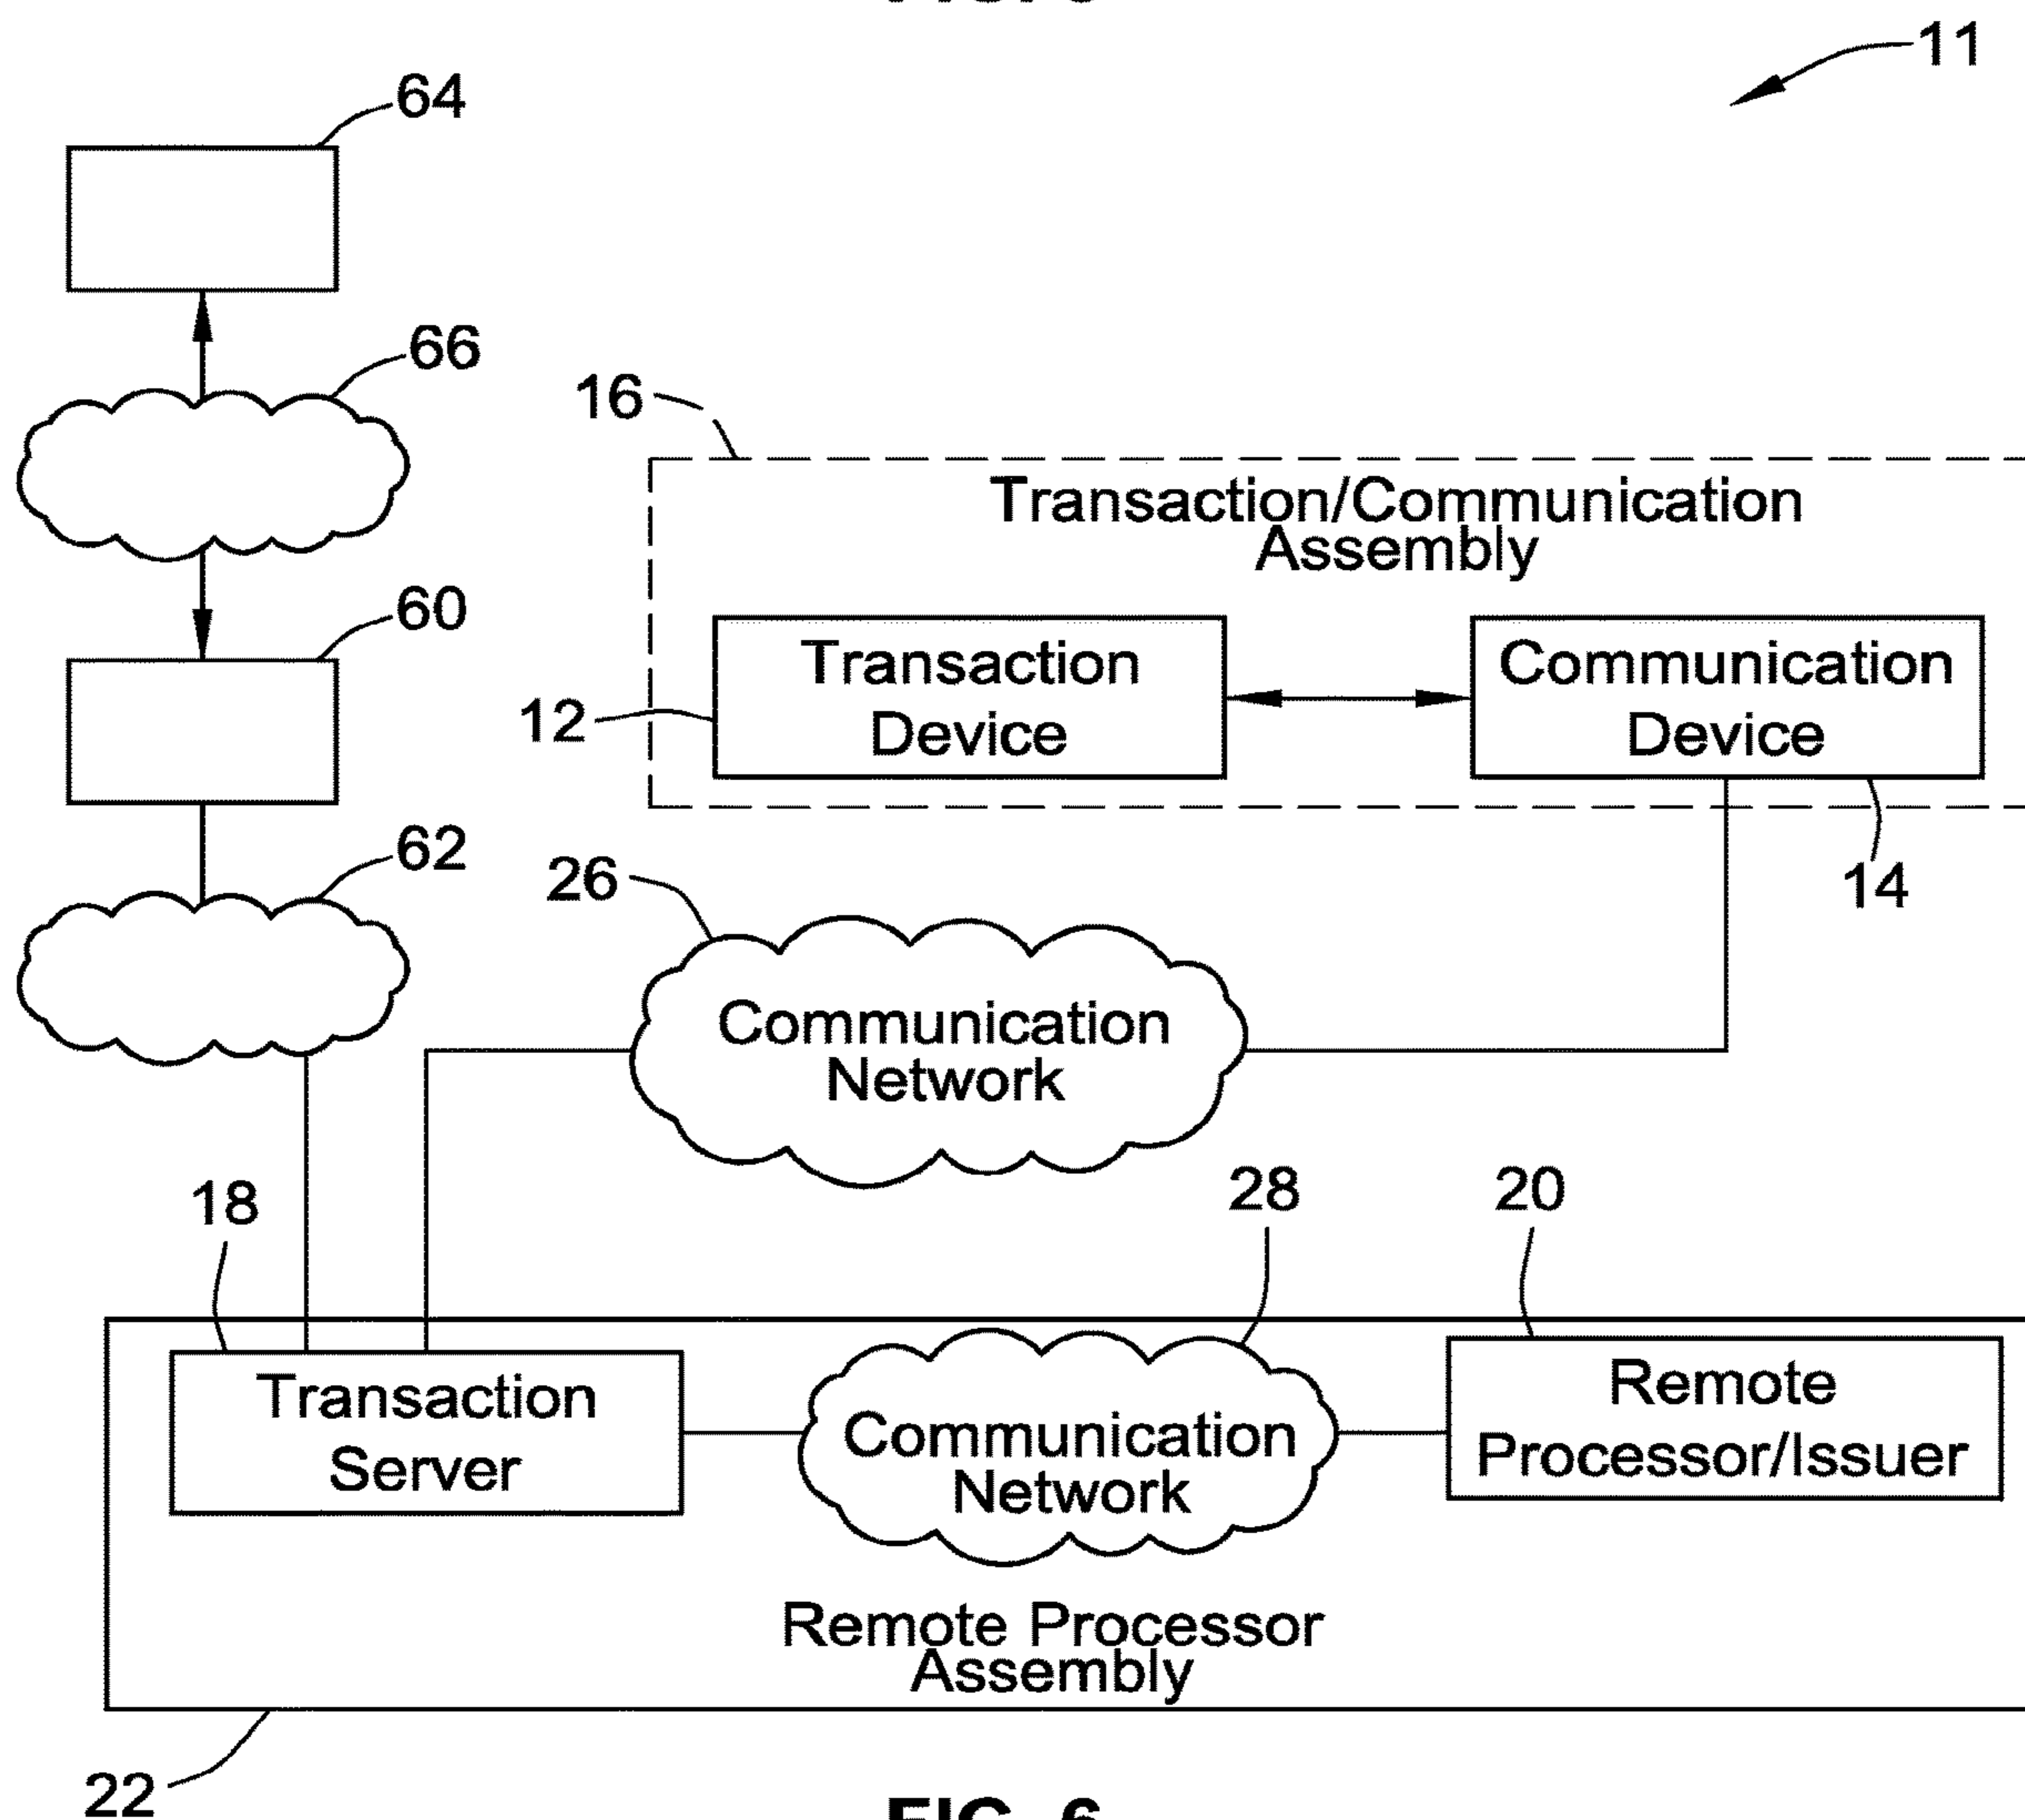 11
64
66
16
Transaction/Communication
Assembly
60
Transaction
Device
Communication
Device
12
62
26
14
Communication
Network
18
28
20
Transaction
Server
Communication
Network
Remote
Processor/Issuer
Remote Processor
Assembly
22